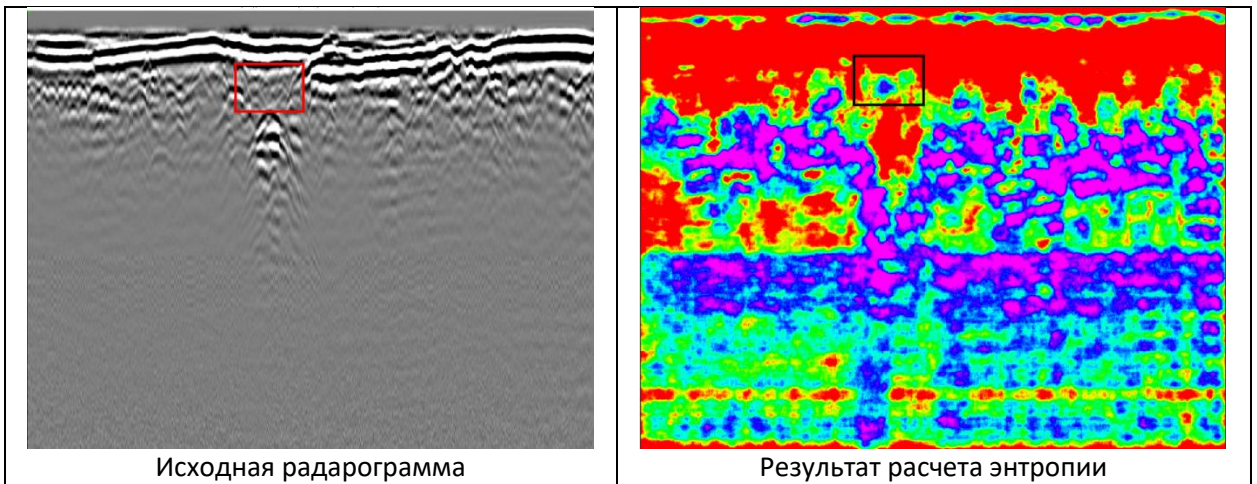 Исходная радарограмма
Результат расчета энтропии